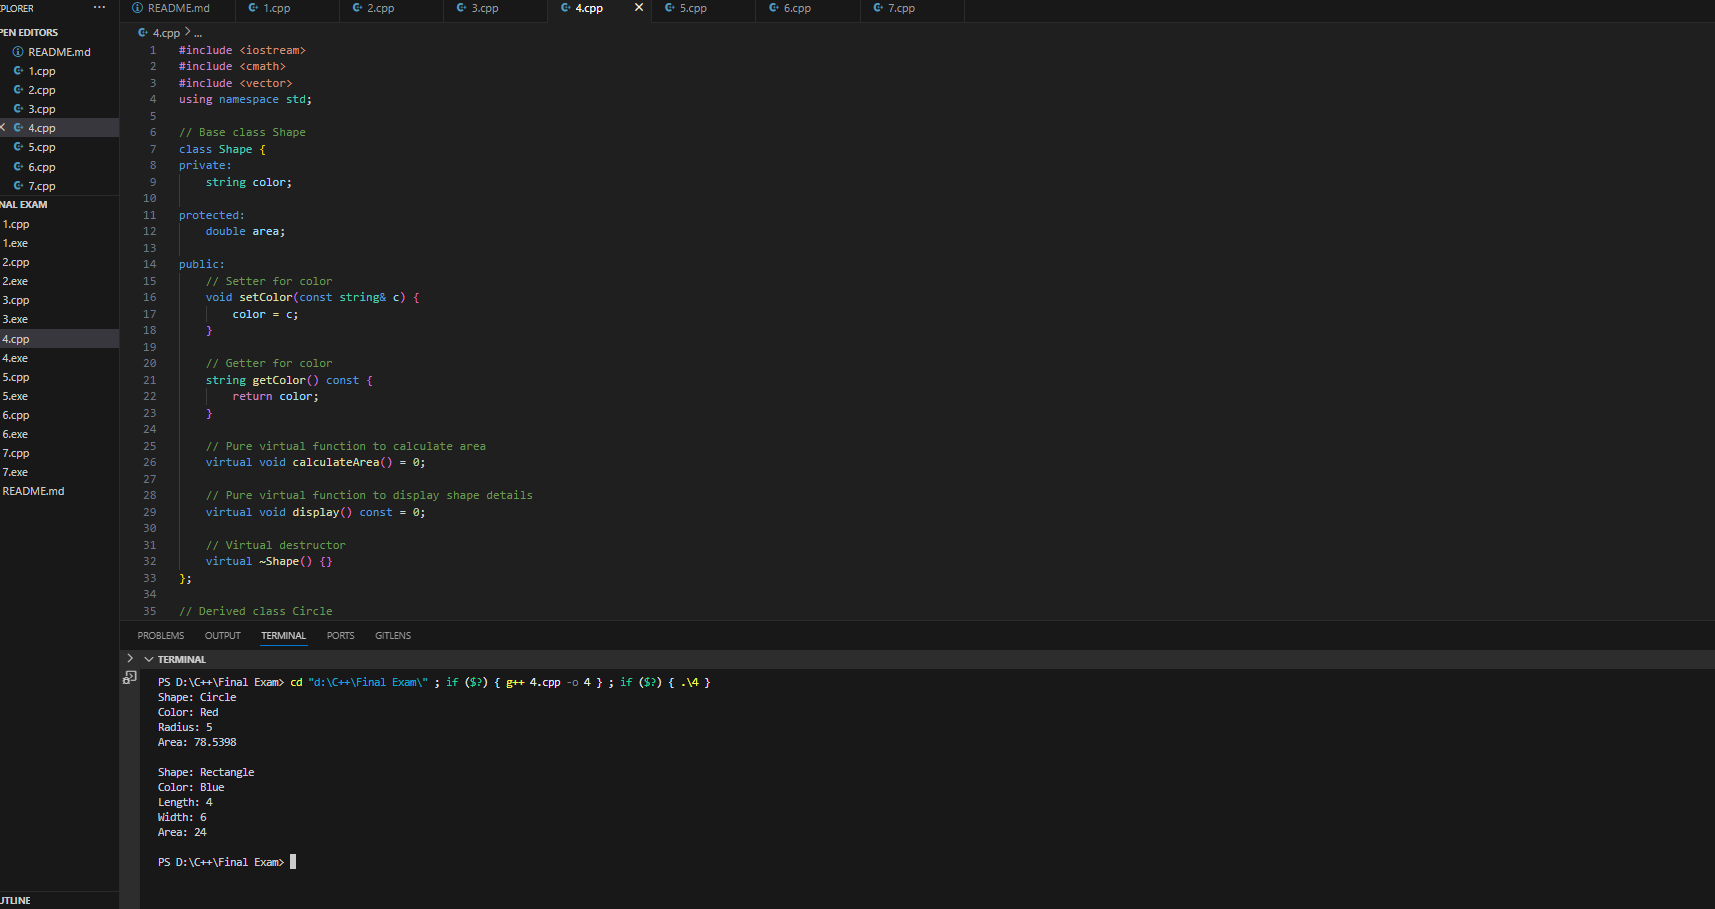 PLORER ···
README.md 1.cpp 2.cpp 3.cpp 4.cpp 5.cpp 6.cpp 7.cpp
PEN EDITORS
README.md
1.cpp
2.cpp
3.cpp
4.cpp
5.cpp
6.cpp
7.cpp
NAL EXAM
1.cpp
1.exe
2.cpp
2.exe
3.cpp
3.exe
4.cpp
4.exe
5.cpp
5.exe
6.cpp
6.exe
7.cpp
7.exe
README.md
UTLINE
4.cpp > ...
1 #include <iostream>
2 #include <cmath>
3 #include <vector>
4 using namespace std;
5
6 // Base class Shape
7 class Shape {
8 private:
9     string color;
10
11 protected:
12     double area;
13
14 public:
15     // Setter for color
16     void setColor(const string& c) {
17         color = c;
18     }
19
20     // Getter for color
21     string getColor() const {
22         return color;
23     }
24
25     // Pure virtual function to calculate area
26     virtual void calculateArea() = 0;
27
28     // Pure virtual function to display shape details
29     virtual void display() const = 0;
30
31     // Virtual destructor
32     virtual ~Shape() {}
33 };
34
35 // Derived class Circle
PROBLEMS OUTPUT TERMINAL PORTS GITLENS
TERMINAL
PS D:\C++\Final Exam> cd "d:\C++\Final Exam\" ; if ($?) { g++ 4.cpp -o 4 } ; if ($?) { .\4 }
Shape: Circle
Color: Red
Radius: 5
Area: 78.5398
Shape: Rectangle
Color: Blue
Length: 4
Width: 6
Area: 24
PS D:\C++\Final Exam>